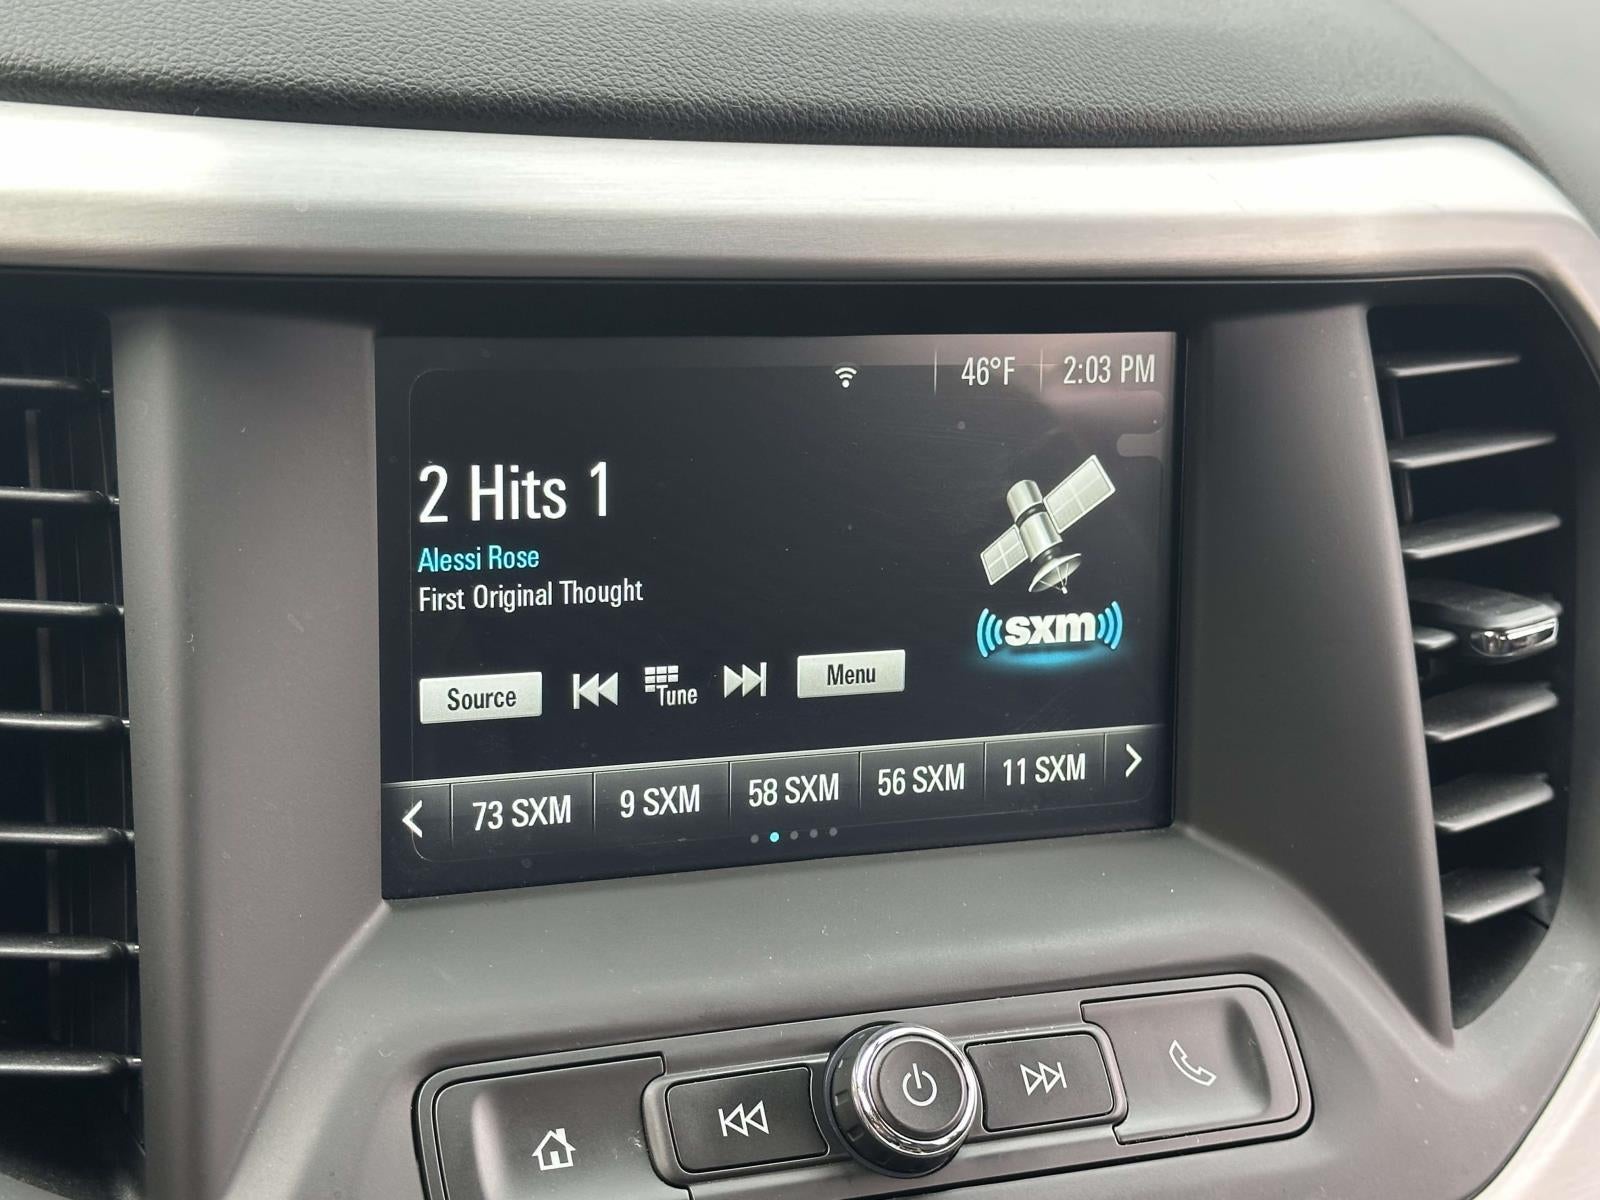 46°F 2:03 PM
2 Hits 1
Alessi Rose
First Original Thought
sxm
Source Tune Menu
73 SXM 9 SXM 58 SXM 56 SXM 11 SXM